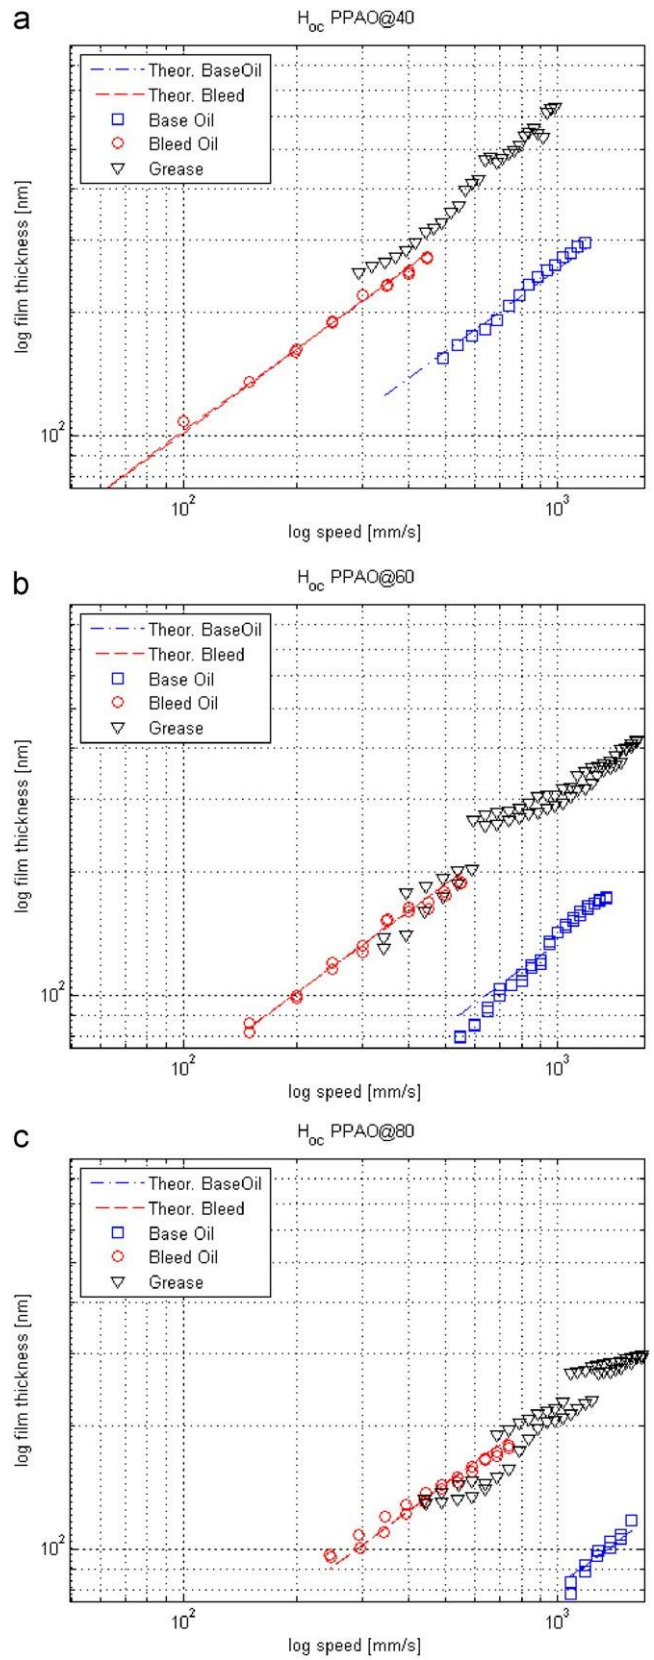 a
H_oc PPAO@40
Theor. BaseOil
Theor. Bleed
Base Oil
Bleed Oil
Grease
log film thickness [nm]
10^2
10^2
10^3
log speed [mm/s]
b
H_oc PPAO@60
Theor. BaseOil
Theor. Bleed
Base Oil
Bleed Oil
Grease
log film thickness [nm]
10^2
10^2
10^3
log speed [mm/s]
c
H_oc PPAO@80
Theor. BaseOil
Theor. Bleed
Base Oil
Bleed Oil
Grease
log film thickness [nm]
10^2
10^2
10^3
log speed [mm/s]